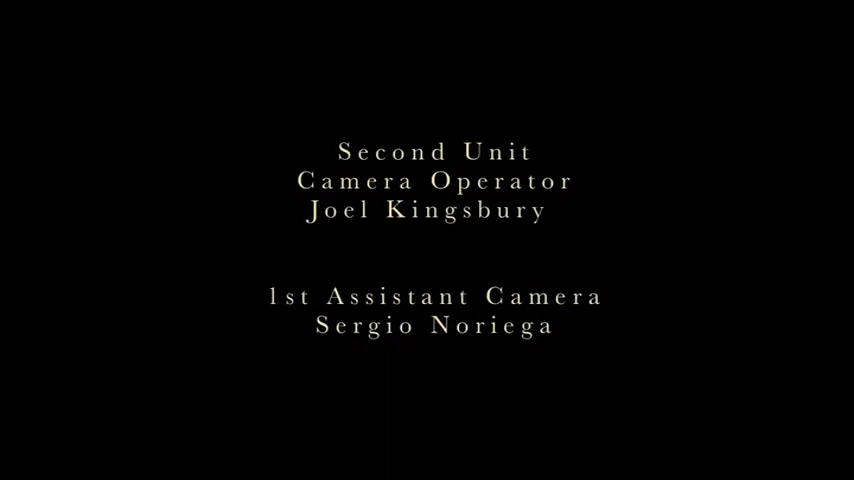 Second Unit
Camera Operator
Joel Kingsbury
1st Assistant Camera
Sergio Noriega